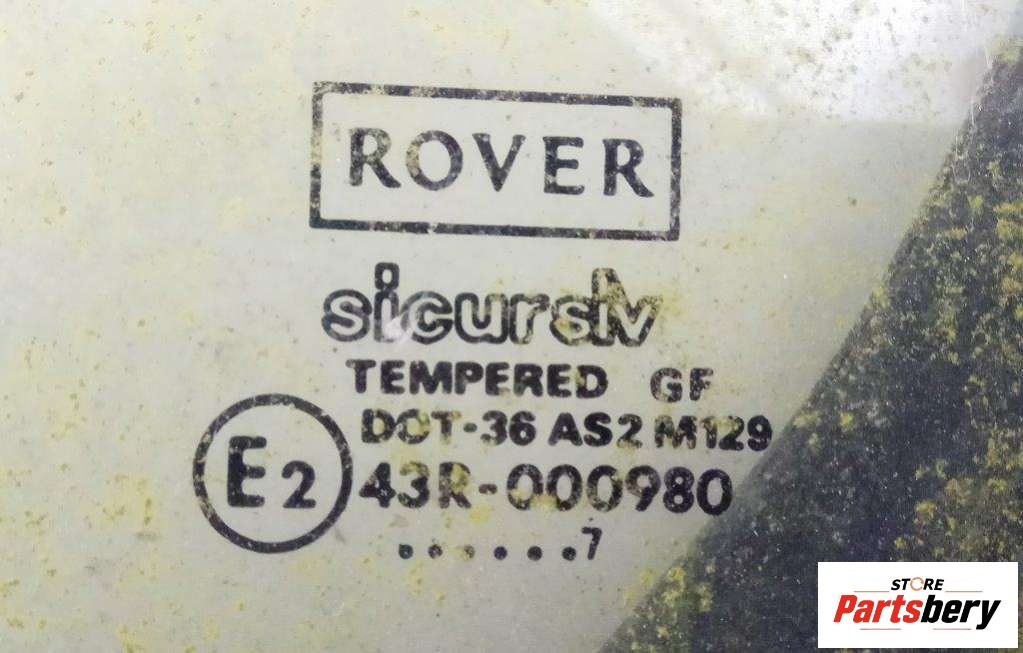 ROVER
sicursiv
TEMPERED GF
DOT-36 AS2 M129
E2 43R-000980
......7
STORE
Partsbery